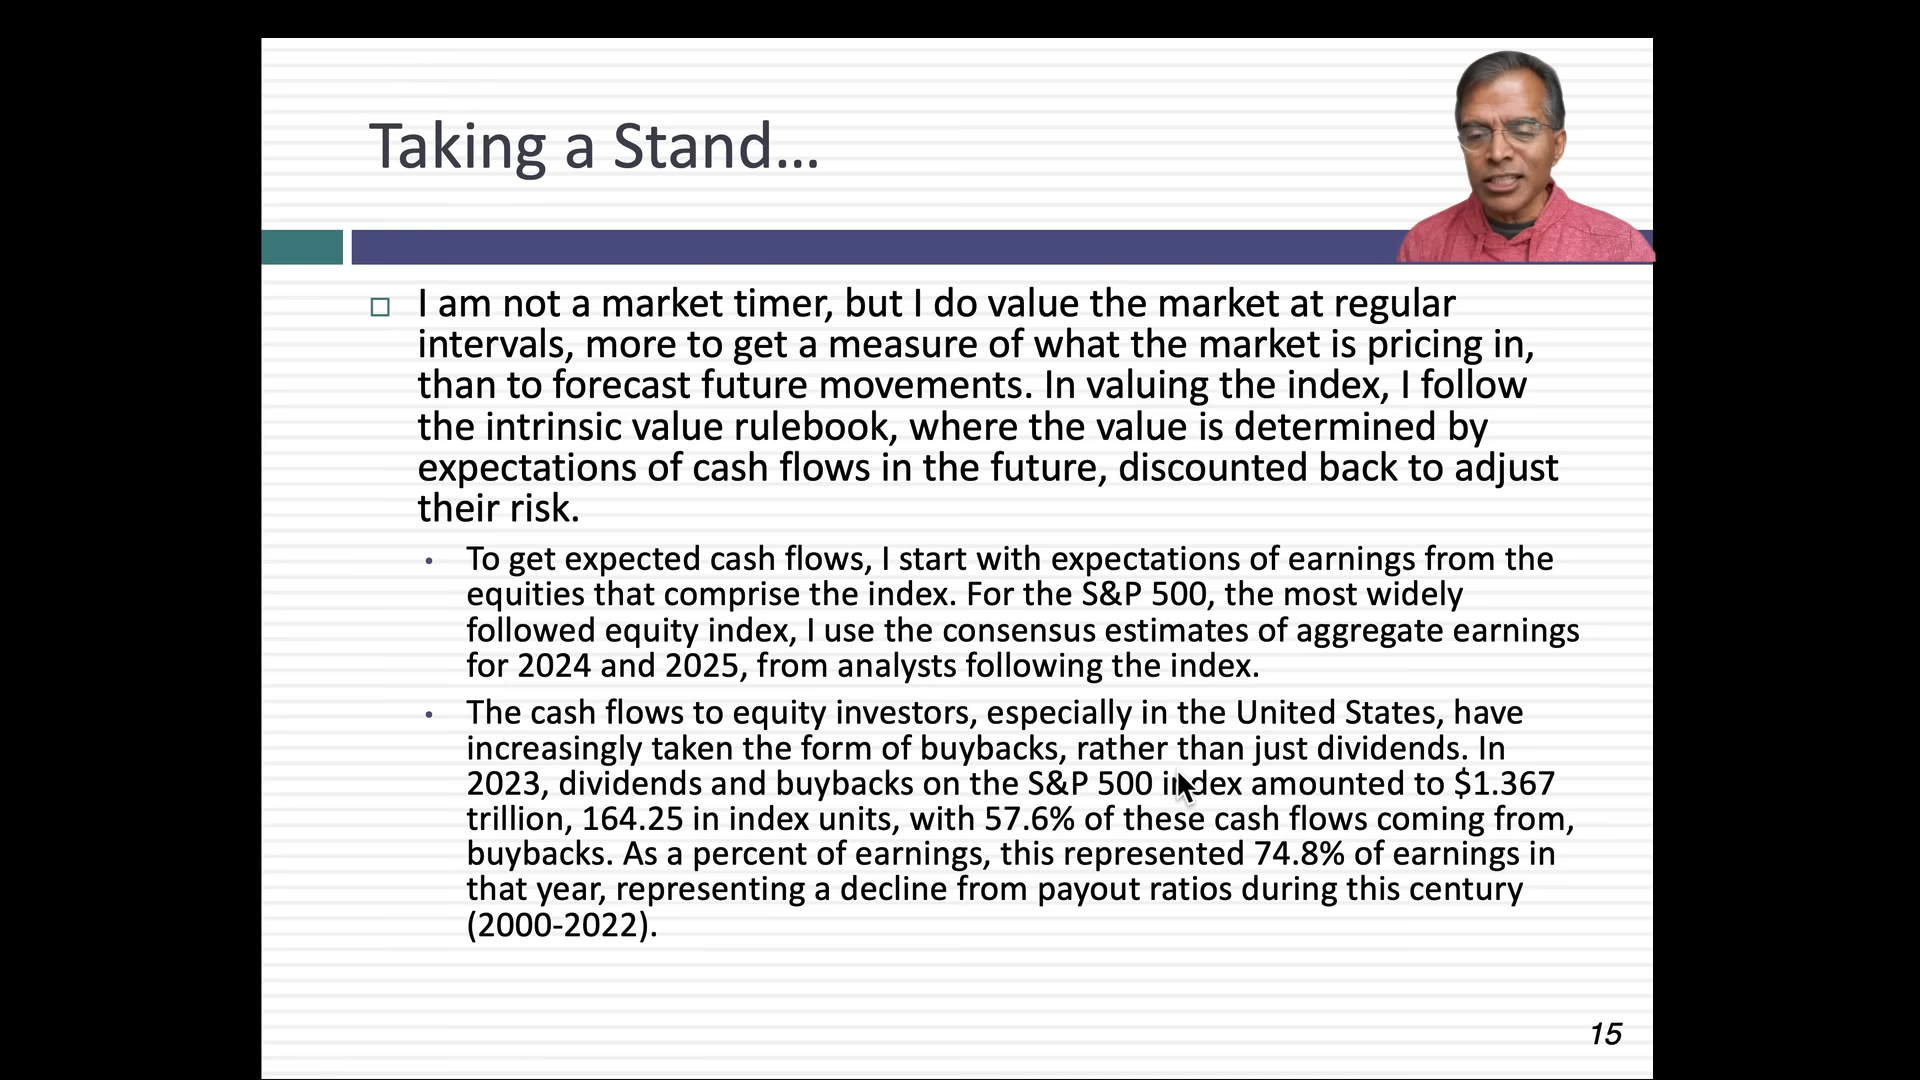 Taking a Stand…
I am not a market timer, but I do value the market at regular
intervals, more to get a measure of what the market is pricing in,
than to forecast future movements. In valuing the index, I follow
the intrinsic value rulebook, where the value is determined by
expectations of cash flows in the future, discounted back to adjust
their risk.
To get expected cash flows, I start with expectations of earnings from the
equities that comprise the index. For the S&P 500, the most widely
followed equity index, I use the consensus estimates of aggregate earnings
for 2024 and 2025, from analysts following the index.
The cash flows to equity investors, especially in the United States, have
increasingly taken the form of buybacks, rather than just dividends. In
2023, dividends and buybacks on the S&P 500 index amounted to $1.367
trillion, 164.25 in index units, with 57.6% of these cash flows coming from,
buybacks. As a percent of earnings, this represented 74.8% of earnings in
that year, representing a decline from payout ratios during this century
(2000-2022).
15